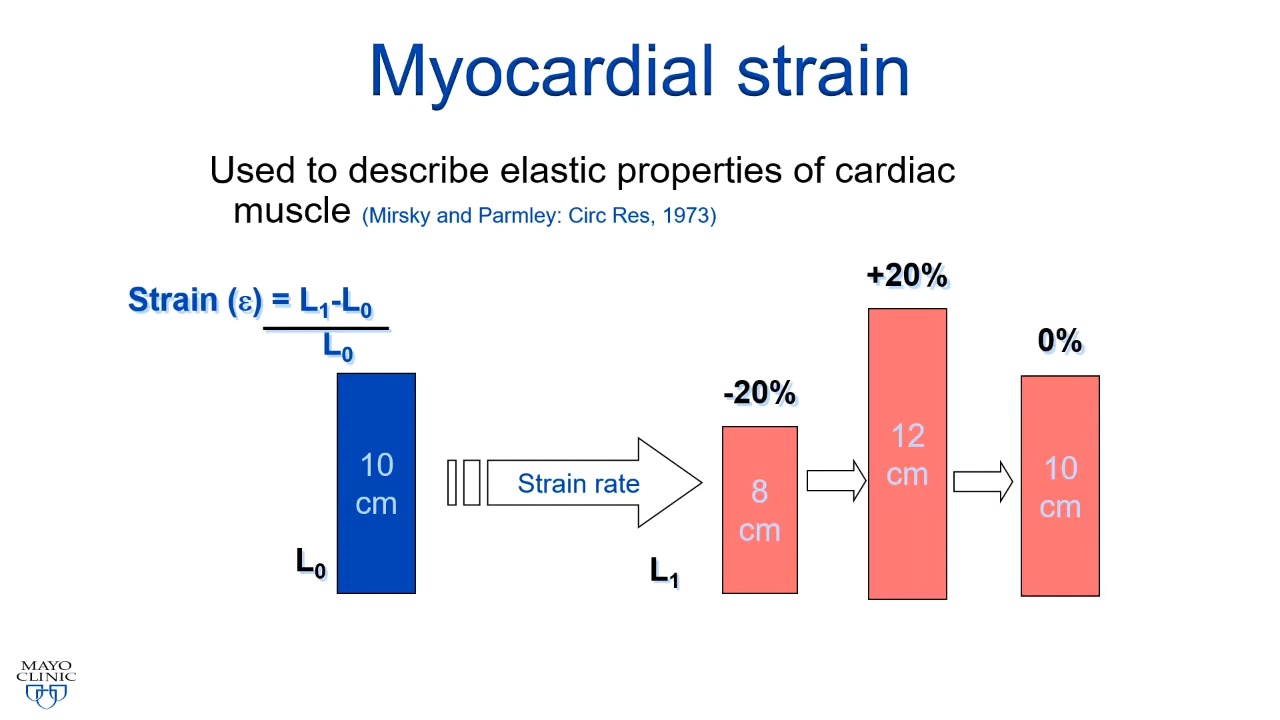 Myocardial strain
Used to describe elastic properties of cardiac
muscle (Mirsky and Parmley: Circ Res, 1973)
Strain (ε) = L₁-L₀
L₀
10
cm
L₀
Strain rate
L₁
-20%
8
cm
+20%
12
cm
0%
10
cm
MAYO
CLINIC